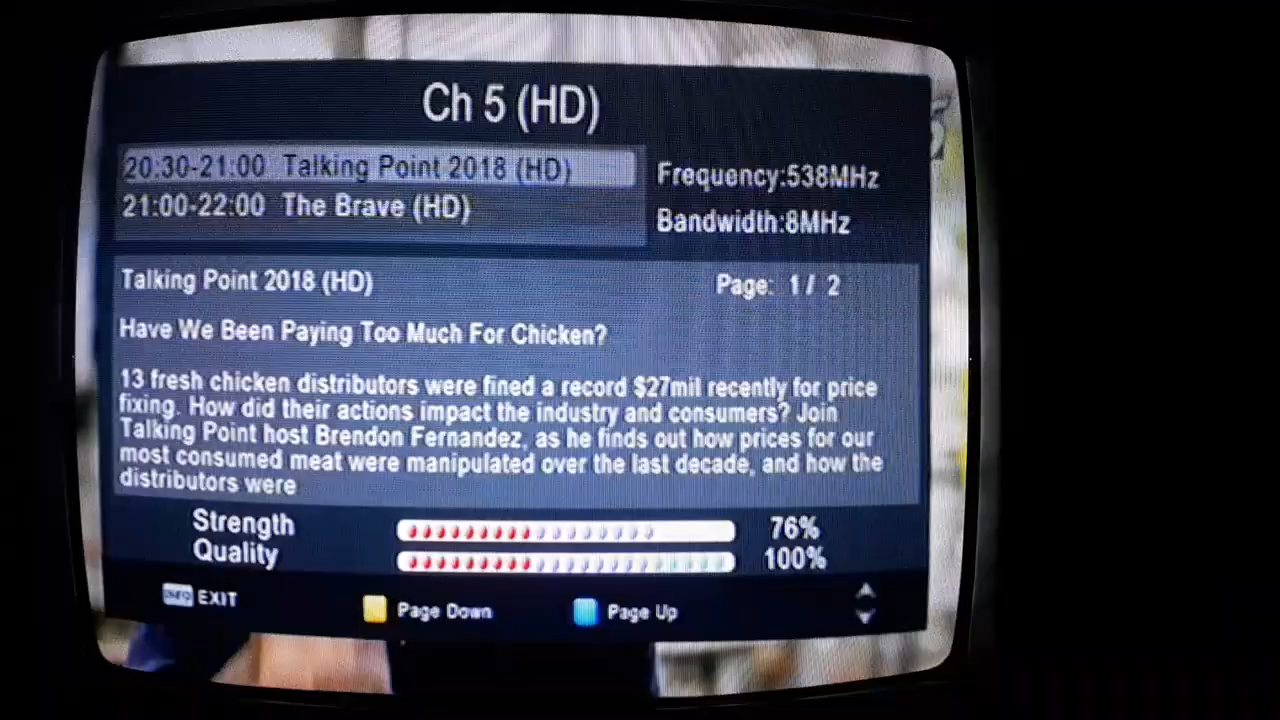 Ch 5 (HD)
20:30-21:00 Talking Point 2018 (HD)
21:00-22:00 The Brave (HD)
Frequency:538MHz
Bandwidth:8MHz
Talking Point 2018 (HD)
Page: 1 / 2
Have We Been Paying Too Much For Chicken?
13 fresh chicken distributors were fined a record $27mil recently for price
fixing. How did their actions impact the industry and consumers? Join
Talking Point host Brendon Fernandez, as he finds out how prices for our
most consumed meat were manipulated over the last decade, and how the
distributors were
Strength 76%
Quality 100%
INFO EXIT
Page Down
Page Up
5